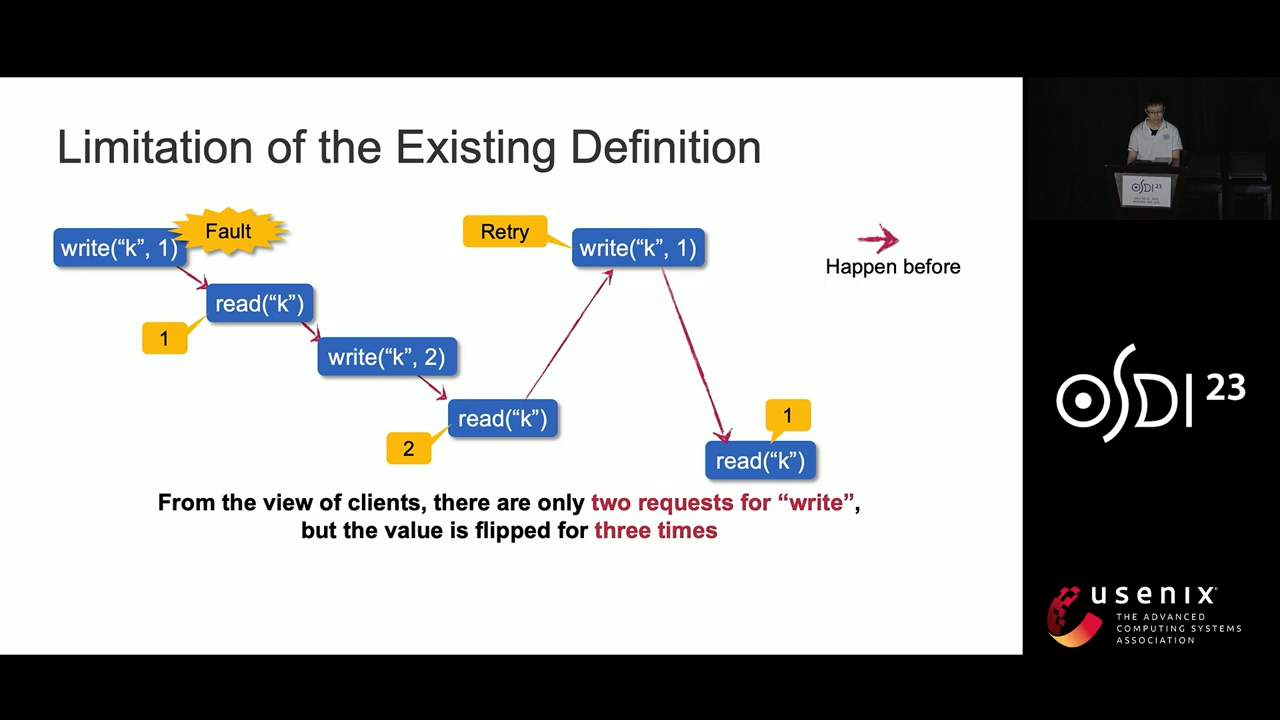 Limitation of the Existing Definition
write(“k”, 1)
Fault
read(“k”)
1
write(“k”, 2)
read(“k”)
2
Retry
write(“k”, 1)
1
read(“k”)
Happen before
From the view of clients, there are only two requests for “write”,
but the value is flipped for three times
OSDI 23
OSDI 23
usenix
THE ADVANCED
COMPUTING SYSTEMS
ASSOCIATION